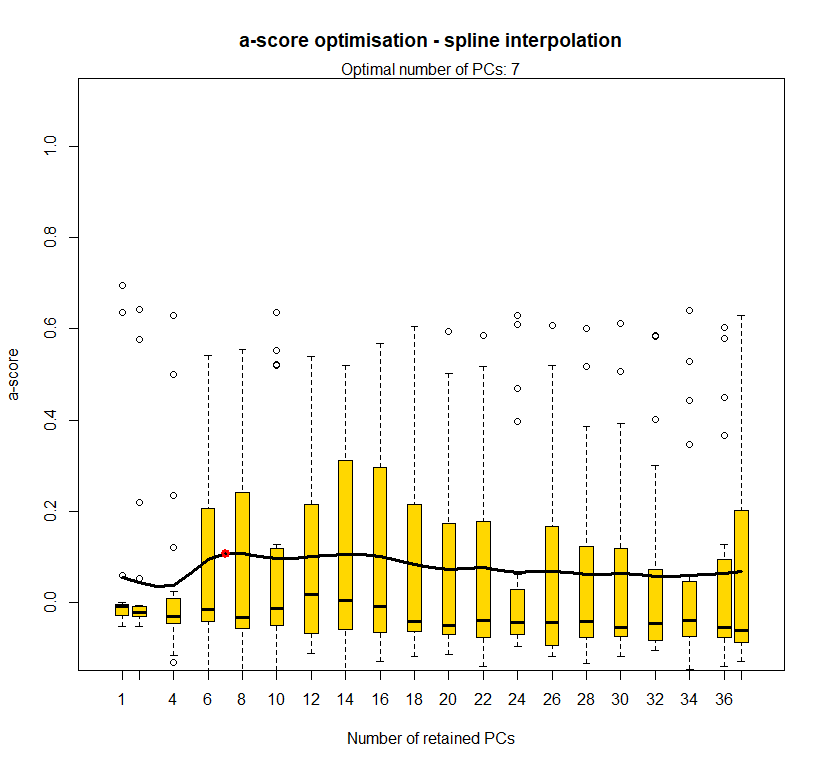 a-score optimisation - spline interpolation
Optimal number of PCs: 7
1.0
0.8
0.6
0.4
0.2
0.0
a-score
1 4 6 8 10 12 14 16 18 20 22 24 26 28 30 32 34 36
Number of retained PCs